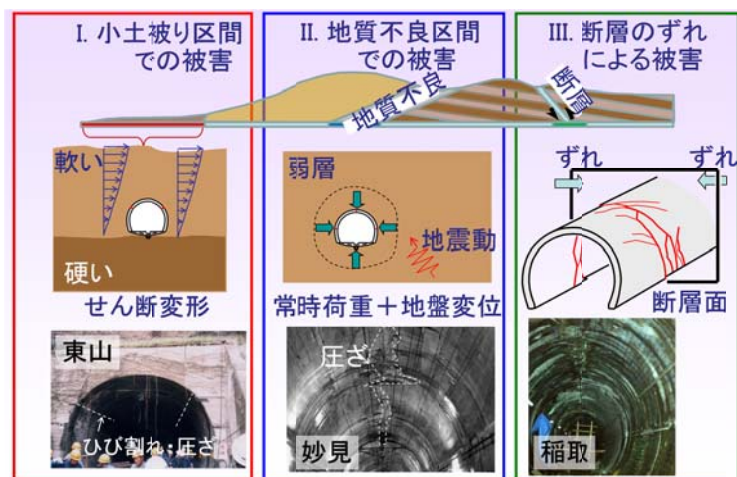 I. 小土被り区間
での被害
II. 地質不良区間
での被害
III. 断層のずれ
による被害
地質不良
断層
軟い
硬い
せん断変形
東山
ひび割れ・圧ざ
弱層
地震動
常時荷重＋地盤変位
圧ざ
妙見
ずれ
ずれ
断層面
稲取